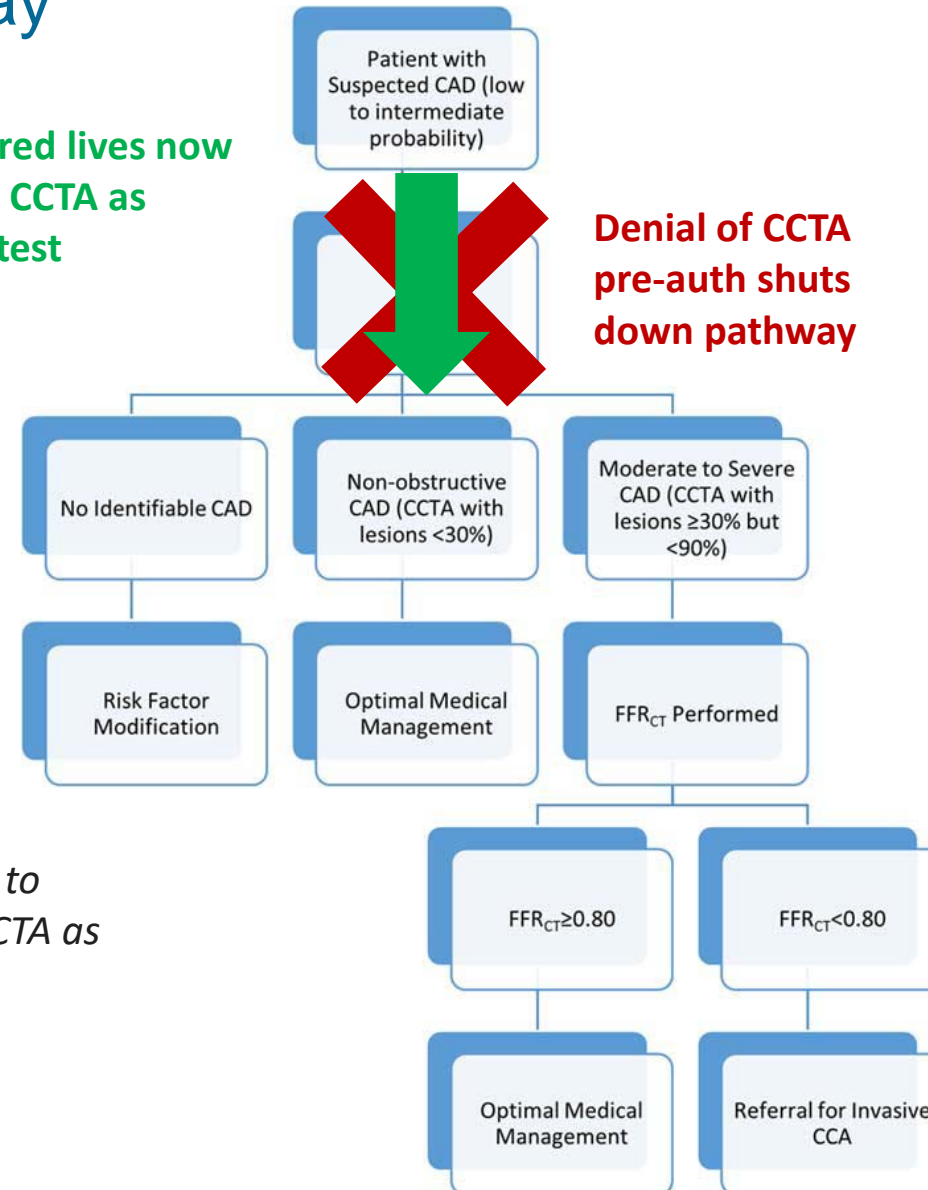 ay
Patient with
Suspected CAD (low
to intermediate
probability)
red lives now
CCTA as
test
Denial of CCTA
pre-auth shuts
down pathway
No Identifiable CAD
Non-obstructive
CAD (CCTA with
lesions <30%)
Moderate to Severe
CAD (CCTA with
lesions ≥30% but
<90%)
Risk Factor
Modification
Optimal Medical
Management
FFRCT Performed
to
CTA as
FFRCT≥0.80
FFRCT<0.80
Optimal Medical
Management
Referral for Invasive
CCA